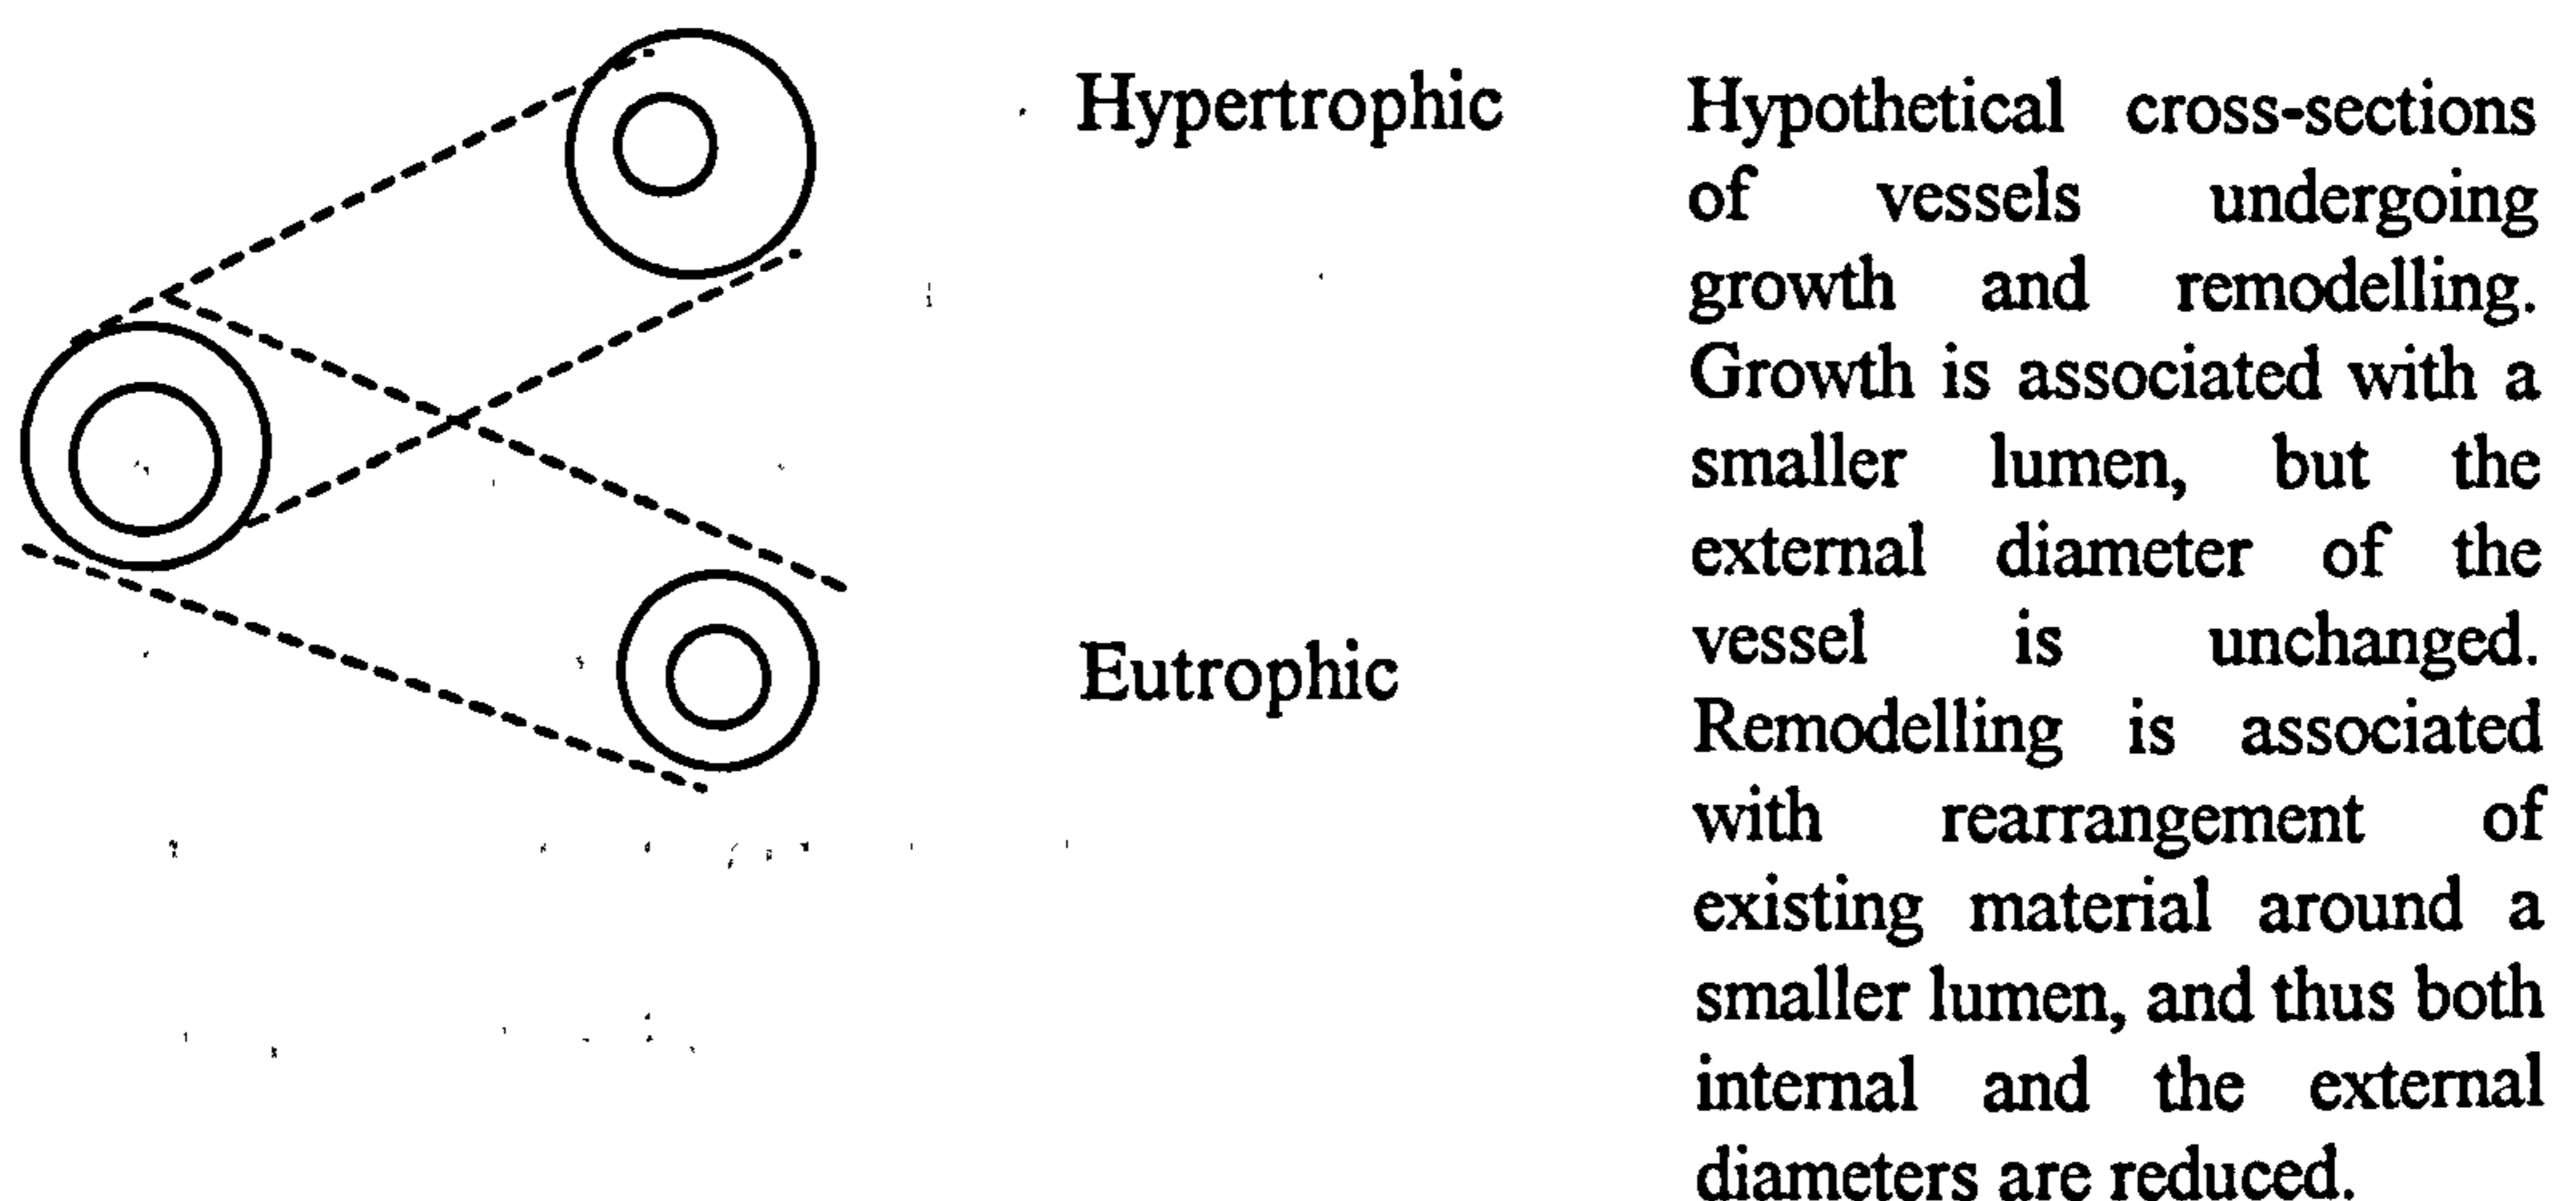 Hypertrophic
Eutrophic
Hypothetical cross-sections
of vessels undergoing
growth and remodelling.
Growth is associated with a
smaller lumen, but the
external diameter of the
vessel is unchanged.
Remodelling is associated
with rearrangement of
existing material around a
smaller lumen, and thus both
internal and the external
diameters are reduced.